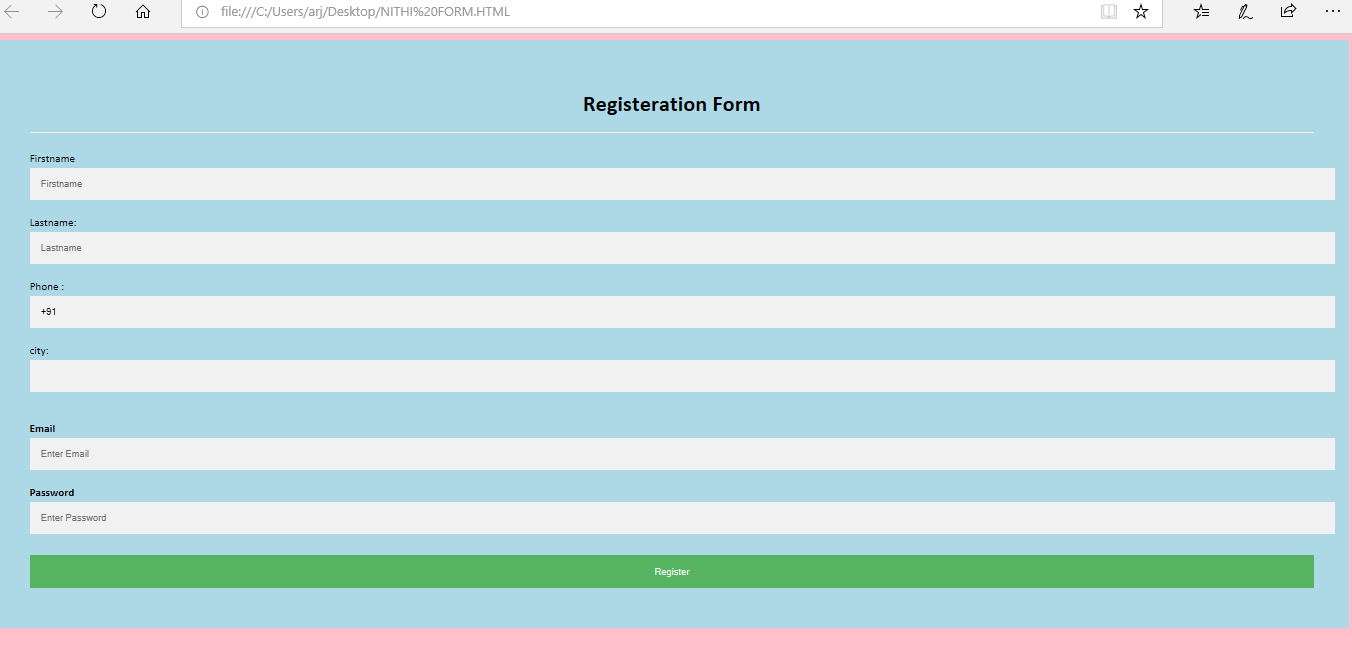 file:///C:/Users/arj/Desktop/NITHI%20FORM.HTML
Registeration Form
Firstname
Firstname
Lastname:
Lastname
Phone :
+91
city:
Email
Enter Email
Password
Enter Password
Register